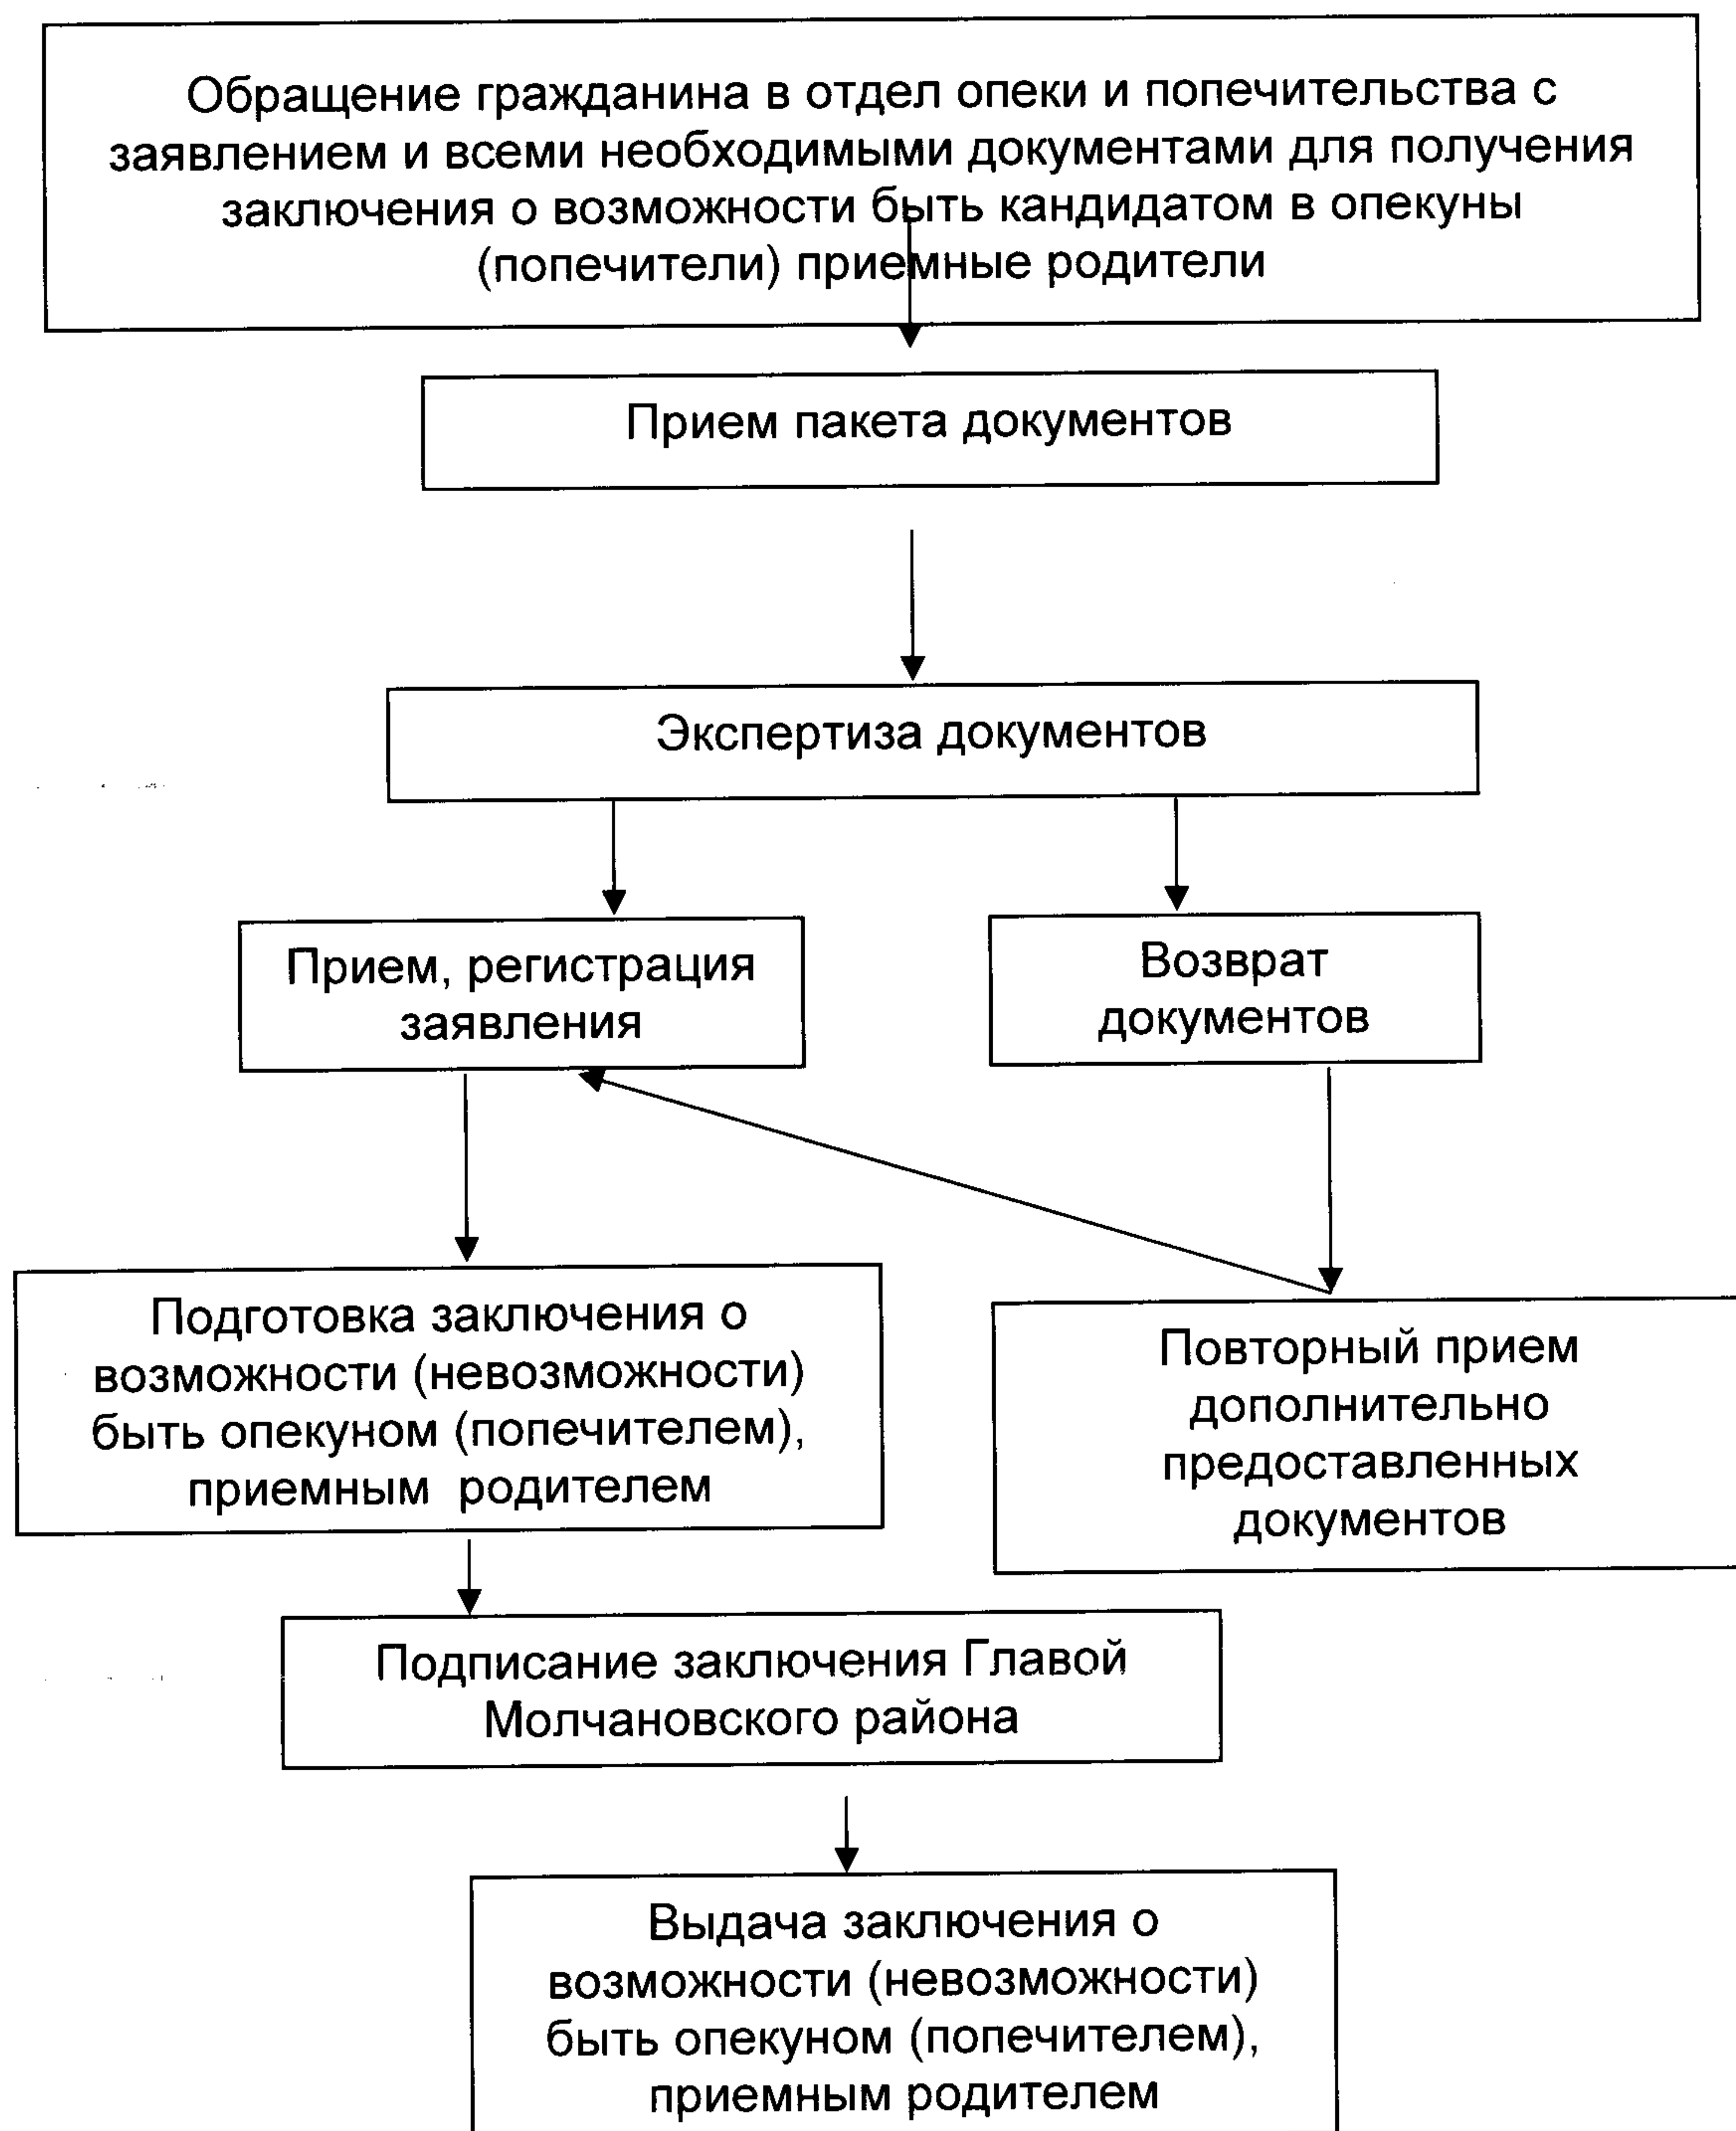 Обращение гражданина в отдел опеки и попечительства с
заявлением и всеми необходимыми документами для получения
заключения о возможности быть кандидатом в опекуны
(попечители) приемные родители
Прием пакета документов
Экспертиза документов
Прием, регистрация
заявления
Возврат
документов
Подготовка заключения о
возможности (невозможности)
быть опекуном (попечителем),
приемным родителем
Повторный прием
дополнительно
предоставленных
документов
Подписание заключения Главой
Молчановского района
Выдача заключения о
возможности (невозможности)
быть опекуном (попечителем),
приемным родителем